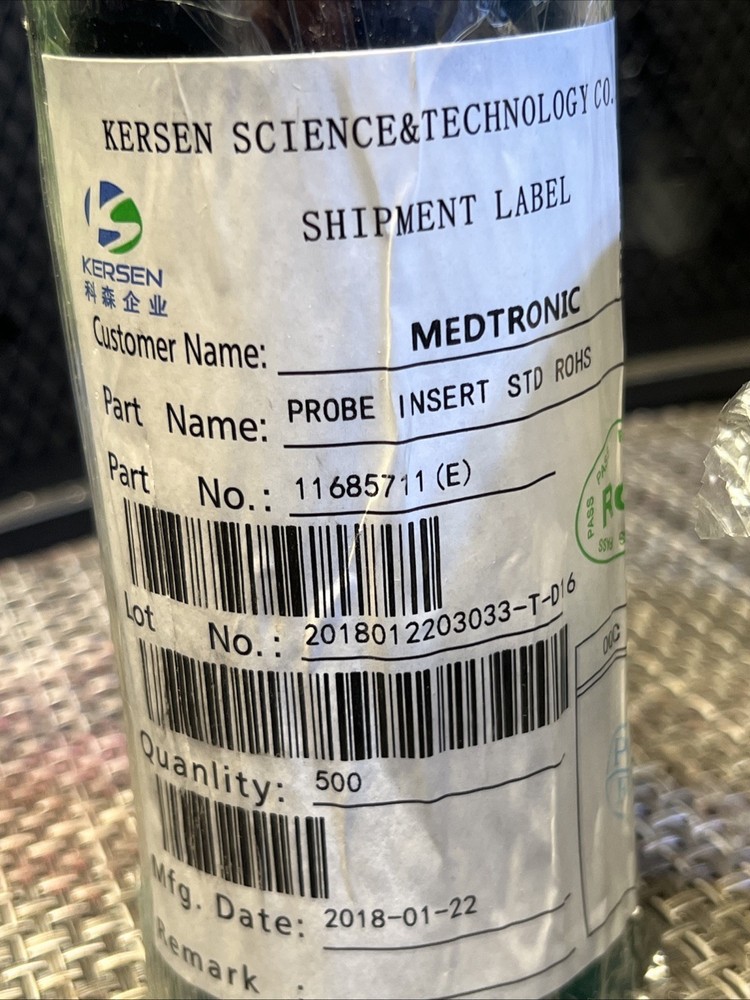 KERSEN SCIENCE&TECHNOLOGY CO.
SHIPMENT LABEL
KERSEN
科森企业
Customer Name: MEDTRONIC
Part Name: PROBE INSERT STD ROHS
Part No.: 11685711(E)
PASS
Lot No.: 2018012203033-T-D16
Quanlity: 500
Mfg. Date: 2018-01-22
Remark :